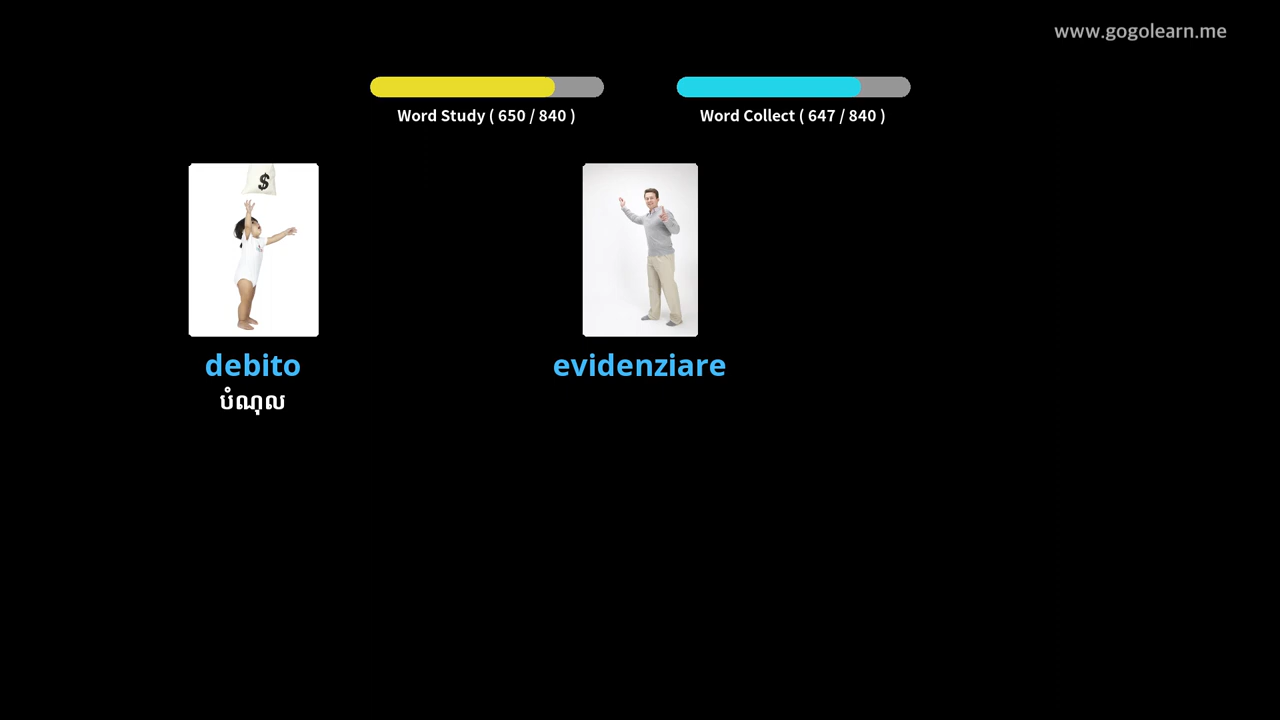 www.gogolearn.me
Word Study ( 650 / 840 )
Word Collect ( 647 / 840 )
$
debito
evidenziare
បំណុល